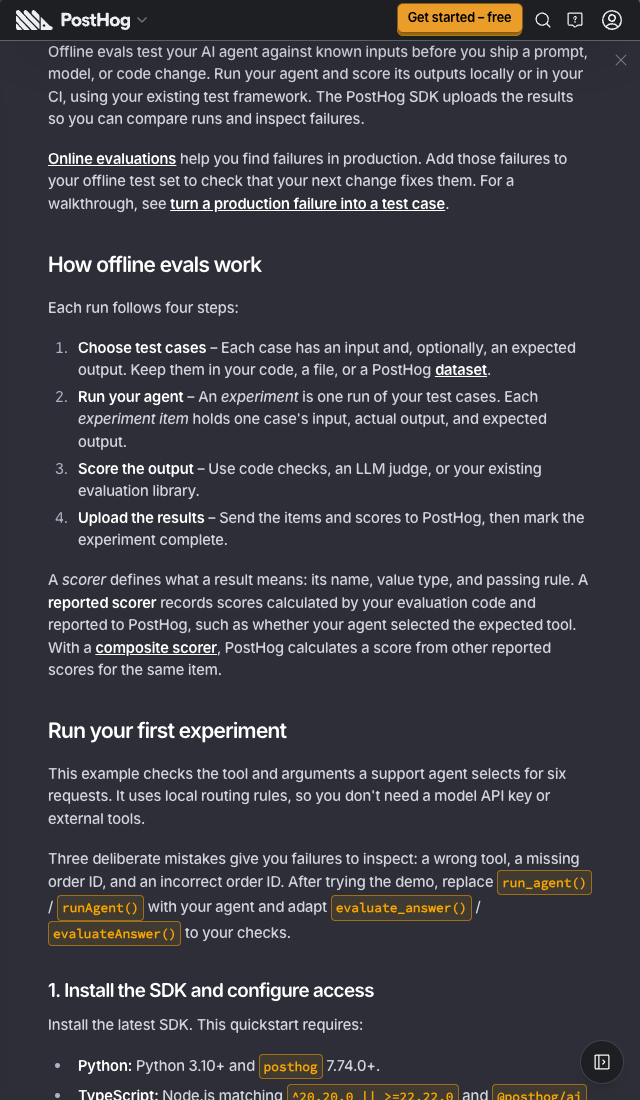 PostHog
Get started – free
Offline evals test your AI agent against known inputs before you ship a prompt,
model, or code change. Run your agent and score its outputs locally or in your
CI, using your existing test framework. The PostHog SDK uploads the results
so you can compare runs and inspect failures.
Online evaluations help you find failures in production. Add those failures to
your offline test set to check that your next change fixes them. For a
walkthrough, see turn a production failure into a test case.
How offline evals work
Each run follows four steps:
1. Choose test cases – Each case has an input and, optionally, an expected
output. Keep them in your code, a file, or a PostHog dataset.
2. Run your agent – An experiment is one run of your test cases. Each
experiment item holds one case's input, actual output, and expected
output.
3. Score the output – Use code checks, an LLM judge, or your existing
evaluation library.
4. Upload the results – Send the items and scores to PostHog, then mark the
experiment complete.
A scorer defines what a result means: its name, value type, and passing rule. A
reported scorer records scores calculated by your evaluation code and
reported to PostHog, such as whether your agent selected the expected tool.
With a composite scorer, PostHog calculates a score from other reported
scores for the same item.
Run your first experiment
This example checks the tool and arguments a support agent selects for six
requests. It uses local routing rules, so you don't need a model API key or
external tools.
Three deliberate mistakes give you failures to inspect: a wrong tool, a missing
order ID, and an incorrect order ID. After trying the demo, replace run_agent()
/ runAgent() with your agent and adapt evaluate_answer() /
evaluateAnswer() to your checks.
1. Install the SDK and configure access
Install the latest SDK. This quickstart requires:
• Python: Python 3.10+ and posthog 7.74.0+.
• TypeScript: Node.js matching ^20.20.0 || >=22.22.0 and @posthog/ai